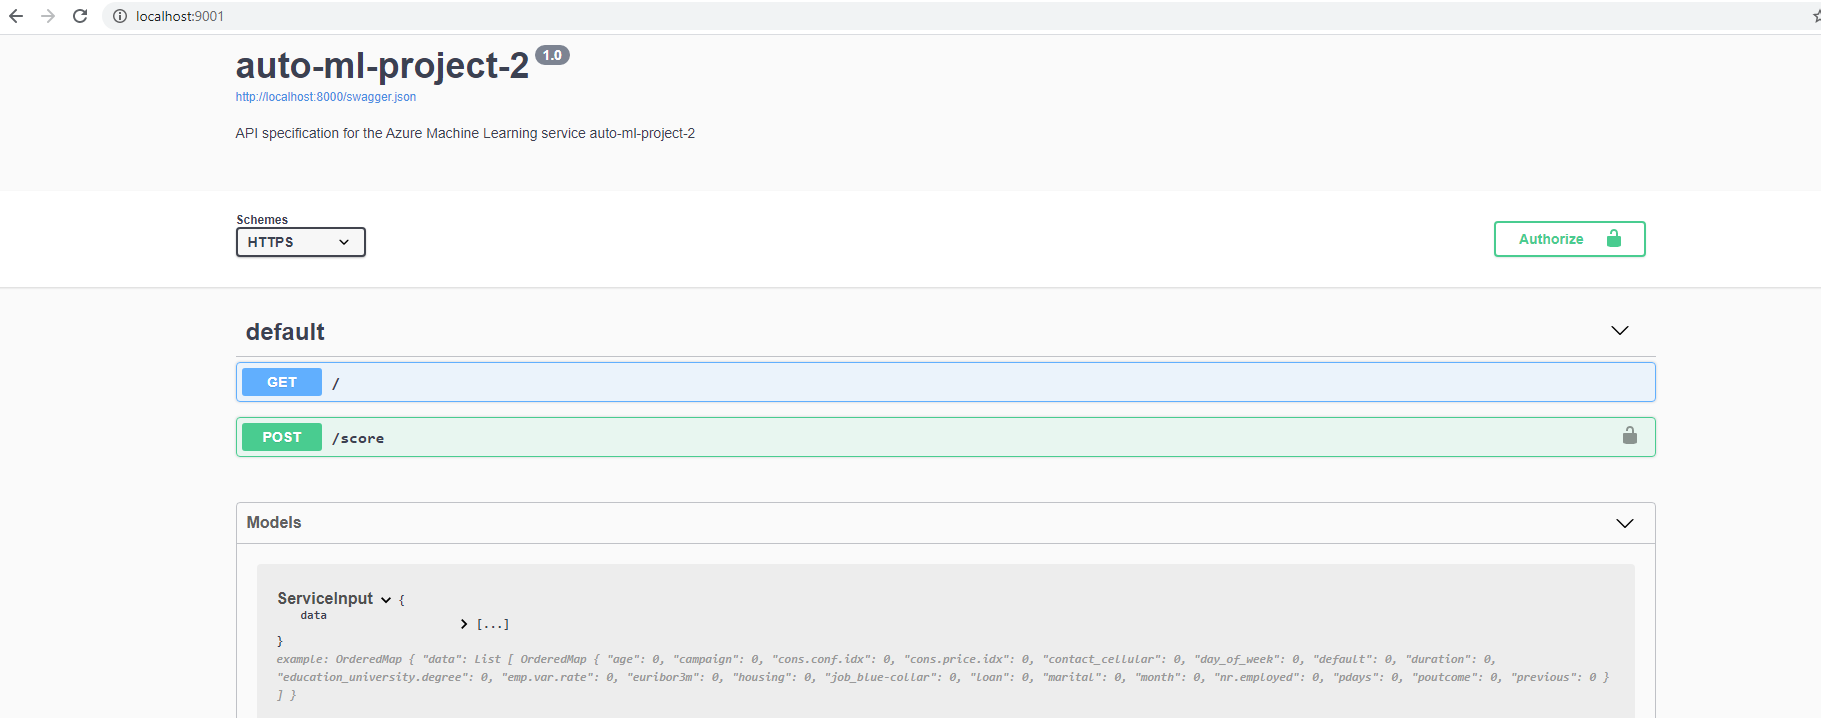 localhost:9001
auto-ml-project-2 1.0
http://localhost:8000/swagger.json
API specification for the Azure Machine Learning service auto-ml-project-2
Schemes
HTTPS
Authorize
default
GET /
POST /score
Models
ServiceInput {
data
[...]
}
example: OrderedMap { "data": List [ OrderedMap { "age": 0, "campaign": 0, "cons.conf.idx": 0, "cons.price.idx": 0, "contact_cellular": 0, "day_of_week": 0, "default": 0, "duration": 0,
"education_university.degree": 0, "emp.var.rate": 0, "euribor3m": 0, "housing": 0, "job_blue-collar": 0, "loan": 0, "marital": 0, "month": 0, "nr.employed": 0, "pdays": 0, "poutcome": 0, "previous": 0 }
] }